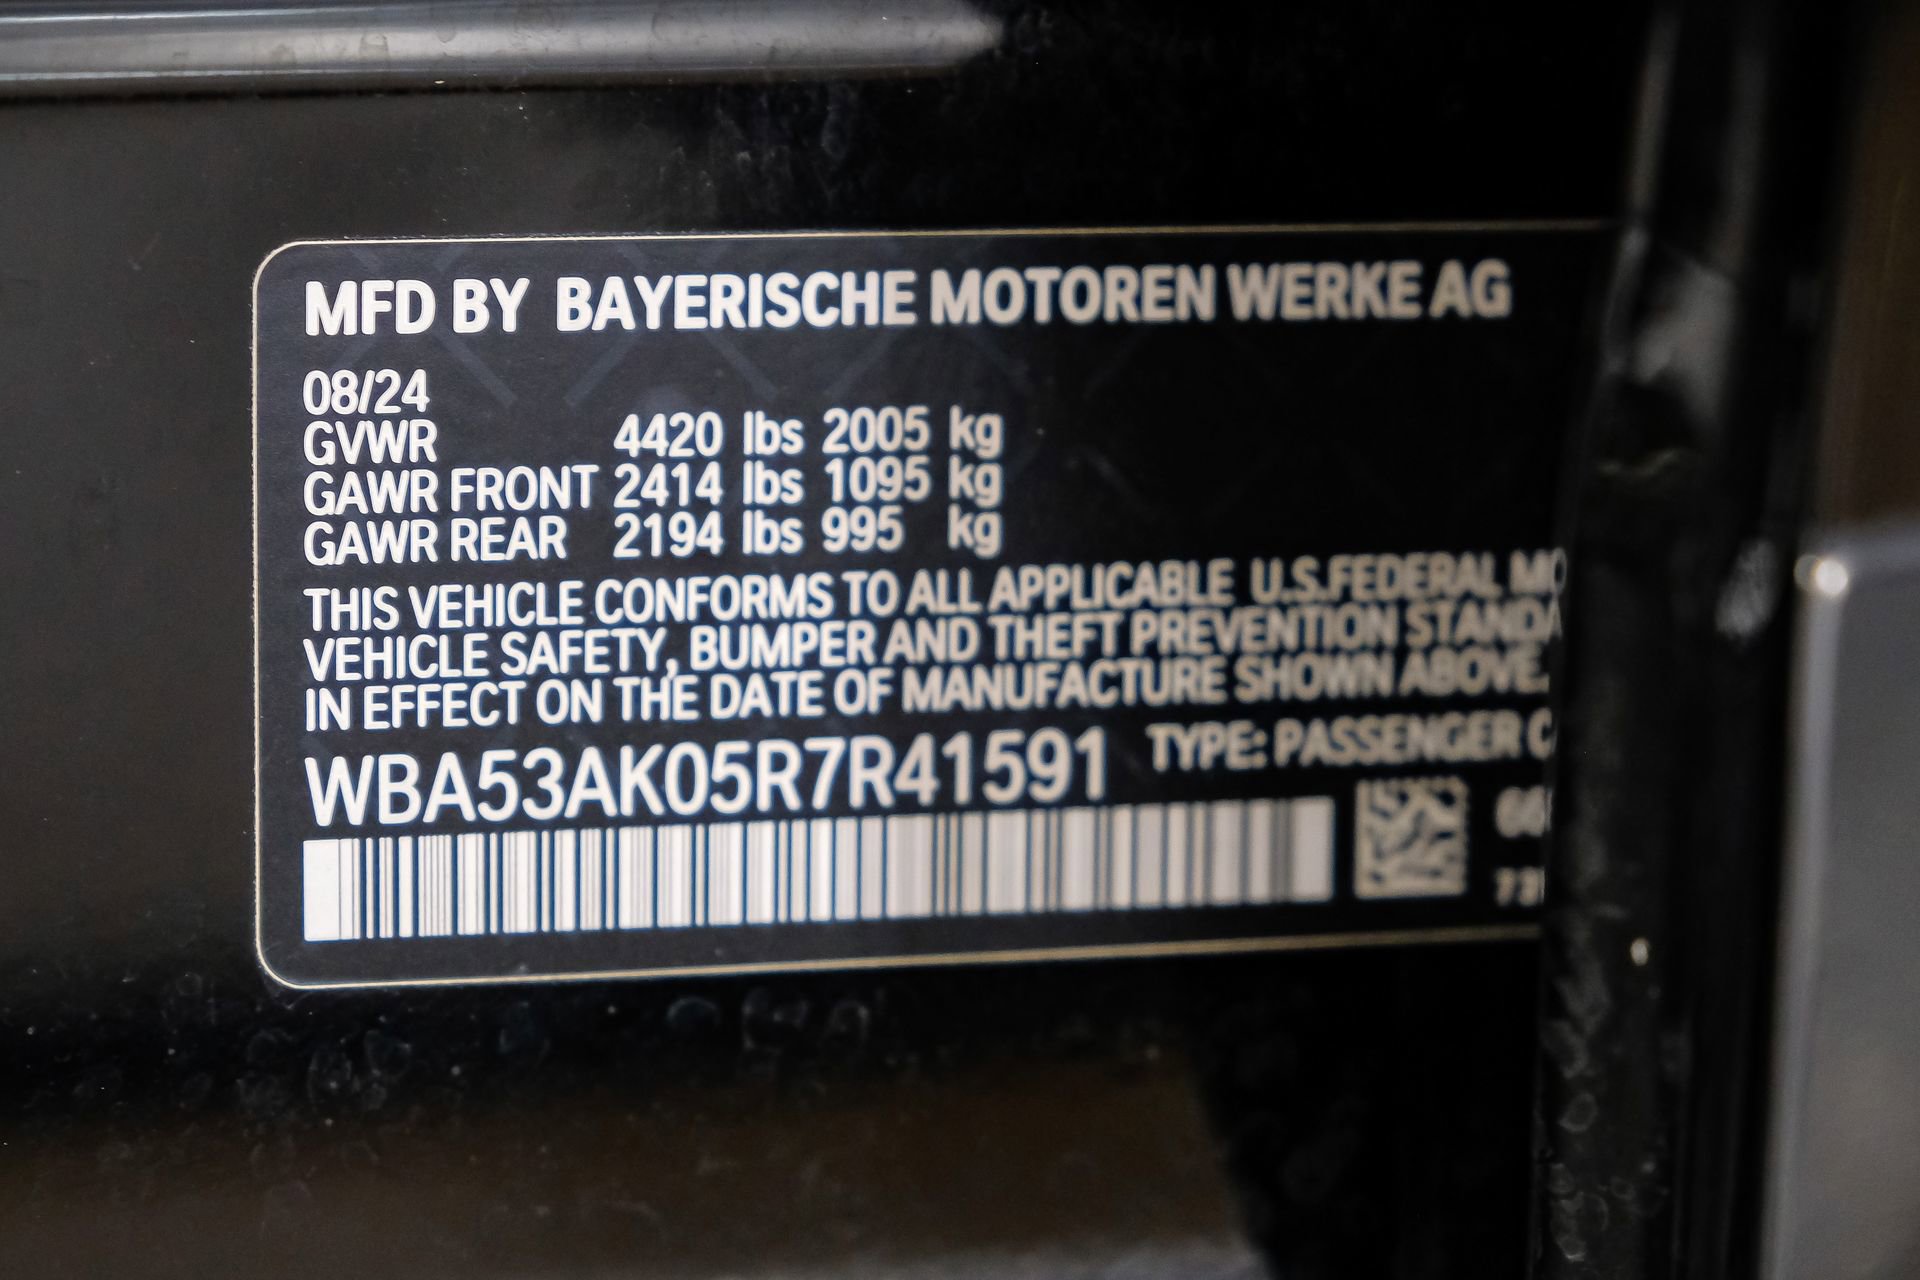 MFD BY BAYERISCHE MOTOREN WERKE AG
08/24
GVWR 4420 lbs 2005 kg
GAWR FRONT 2414 lbs 1095 kg
GAWR REAR 2194 lbs 995 kg
THIS VEHICLE CONFORMS TO ALL APPLICABLE U.S.FEDERAL MO
VEHICLE SAFETY, BUMPER AND THEFT PREVENTION STANDA
IN EFFECT ON THE DATE OF MANUFACTURE SHOWN ABOVE.
WBA53AK05R7R41591 TYPE: PASSENGER C